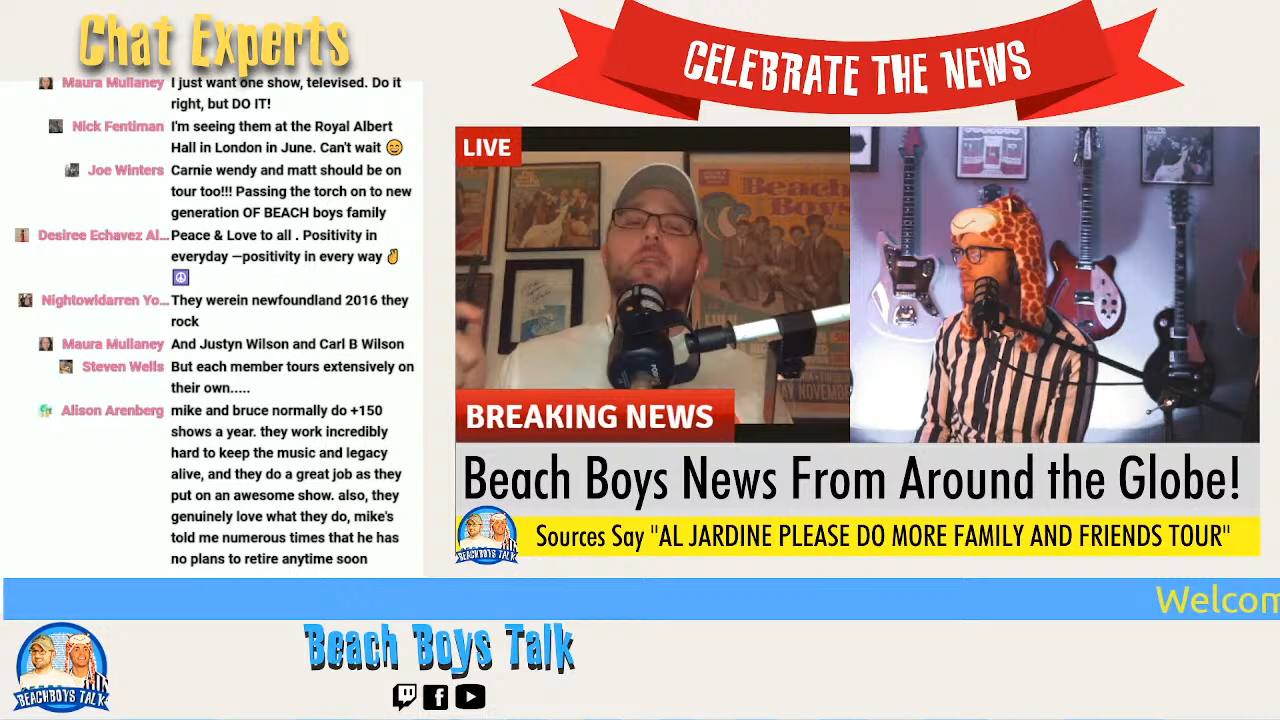 Chat Experts
Maura Mullaney I just want one show, televised. Do it
right, but DO IT!
Nick Fentiman I'm seeing them at the Royal Albert
Hall in London in June. Can't wait 😊
Joe Winters Carnie wendy and matt should be on
tour too!!! Passing the torch on to new
generation OF BEACH boys family
Desiree Echavez Al... Peace & Love to all . Positivity in
everyday —positivity in every way ✌
☮
Nightowldarren Yo... They werein newfoundland 2016 they
rock
Maura Mullaney And Justyn Wilson and Carl B Wilson
Steven Wells But each member tours extensively on
their own.....
Alison Arenberg mike and bruce normally do +150
shows a year. they work incredibly
hard to keep the music and legacy
alive, and they do a great job as they
put on an awesome show. also, they
genuinely love what they do, mike's
told me numerous times that he has
no plans to retire anytime soon
CELEBRATE THE NEWS
LIVE
Beach
Boys
LULU
AY NOVEMB
BREAKING NEWS
Beach Boys News From Around the Globe!
BEACHBOYS TALK
Sources Say "AL JARDINE PLEASE DO MORE FAMILY AND FRIENDS TOUR"
Welcom
BEACHBOYS TALK
Beach Boys Talk